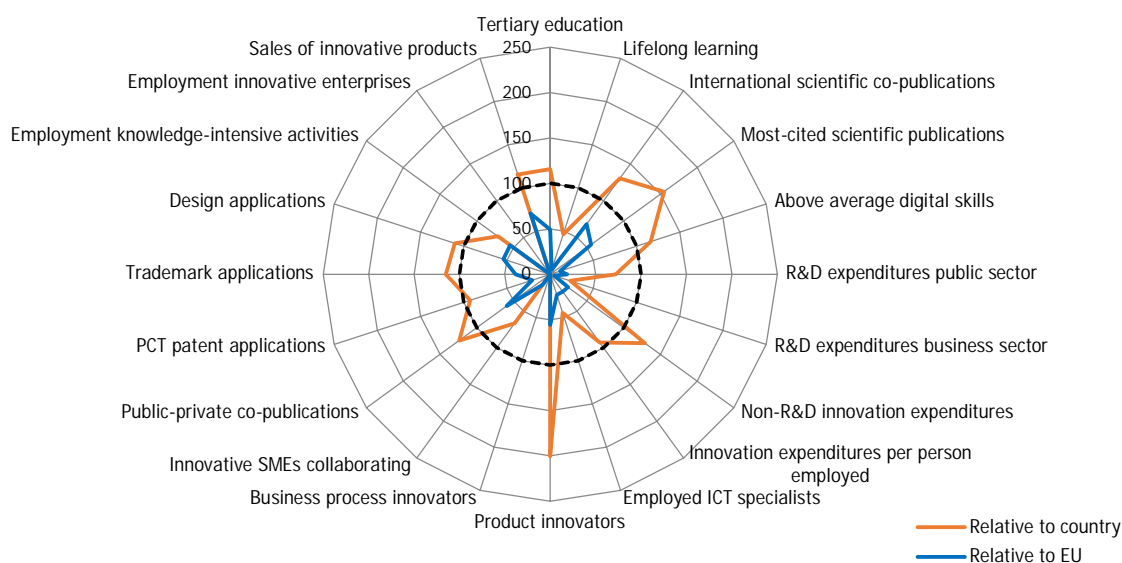 Tertiary education
250
Sales of innovative products
Lifelong learning
Employment innovative enterprises
200
International scientific co-publications
Employment knowledge-intensive activities
150
Most-cited scientific publications
100
Design applications
Above average digital skills
50
Trademark applications
0
R&D expenditures public sector
PCT patent applications
R&D expenditures business sector
Public-private co-publications
Non-R&D innovation expenditures
Innovative SMEs collaborating
Innovation expenditures per person
employed
Business process innovators
Employed ICT specialists
Product innovators
Relative to country
Relative to EU